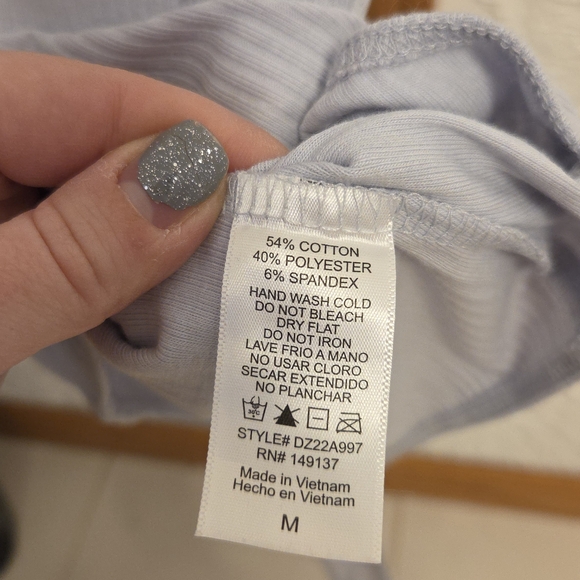 54% COTTON
40% POLYESTER
6% SPANDEX
HAND WASH COLD
DO NOT BLEACH
DRY FLAT
DO NOT IRON
LAVE FRIO A MANO
NO USAR CLORO
SECAR EXTENDIDO
NO PLANCHAR
30°C
STYLE# DZ22A997
RN# 149137
Made in Vietnam
Hecho en Vietnam
M